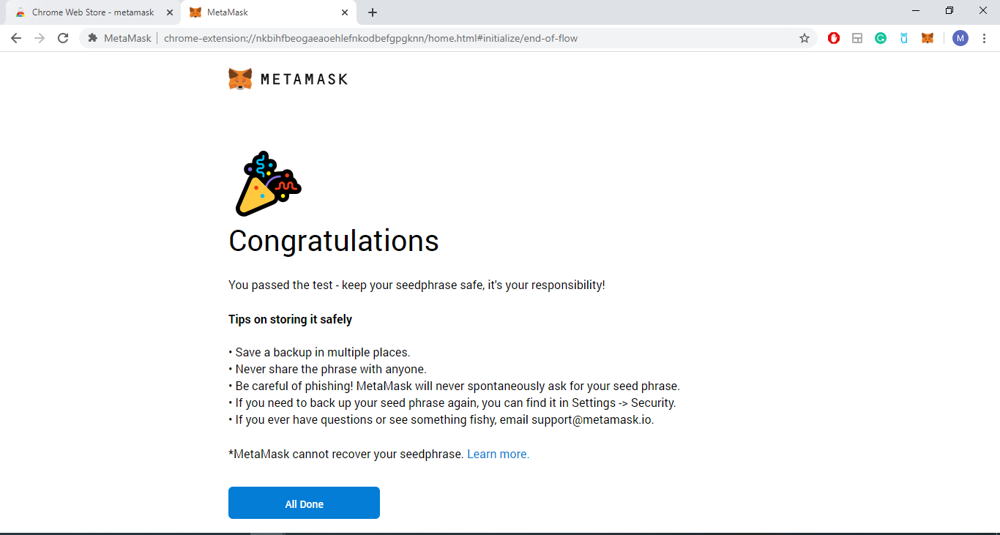 Chrome Web Store - metamask
MetaMask
MetaMask | chrome-extension://nkbihfbeogaeaoehlefnkodbefgpgknn/home.html#initialize/end-of-flow
M
METAMASK
Congratulations
You passed the test - keep your seedphrase safe, it's your responsibility!
Tips on storing it safely
• Save a backup in multiple places.
• Never share the phrase with anyone.
• Be careful of phishing! MetaMask will never spontaneously ask for your seed phrase.
• If you need to back up your seed phrase again, you can find it in Settings -> Security.
• If you ever have questions or see something fishy, email support@metamask.io.
*MetaMask cannot recover your seedphrase. Learn more.
All Done